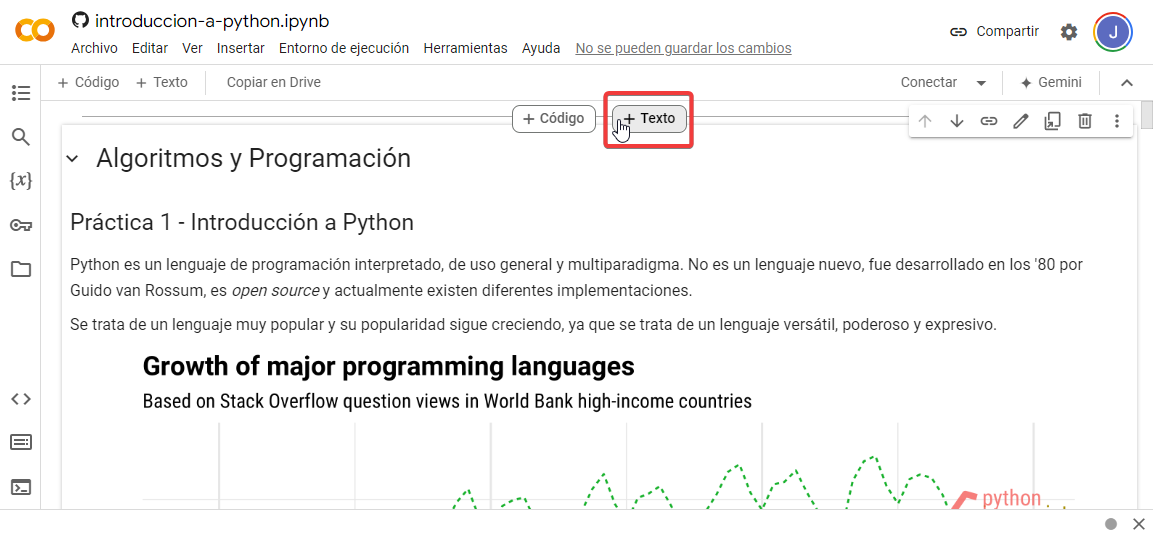 introduccion-a-python.ipynb
Archivo Editar Ver Insertar Entorno de ejecución Herramientas Ayuda No se pueden guardar los cambios
Compartir
J
+ Código + Texto Copiar en Drive Conectar Gemini
+ Código + Texto
{x}
Algoritmos y Programación
Práctica 1 - Introducción a Python
Python es un lenguaje de programación interpretado, de uso general y multiparadigma. No es un lenguaje nuevo, fue desarrollado en los '80 por
Guido van Rossum, es open source y actualmente existen diferentes implementaciones.
Se trata de un lenguaje muy popular y su popularidad sigue creciendo, ya que se trata de un lenguaje versátil, poderoso y expresivo.
Growth of major programming languages
Based on Stack Overflow question views in World Bank high-income countries
python